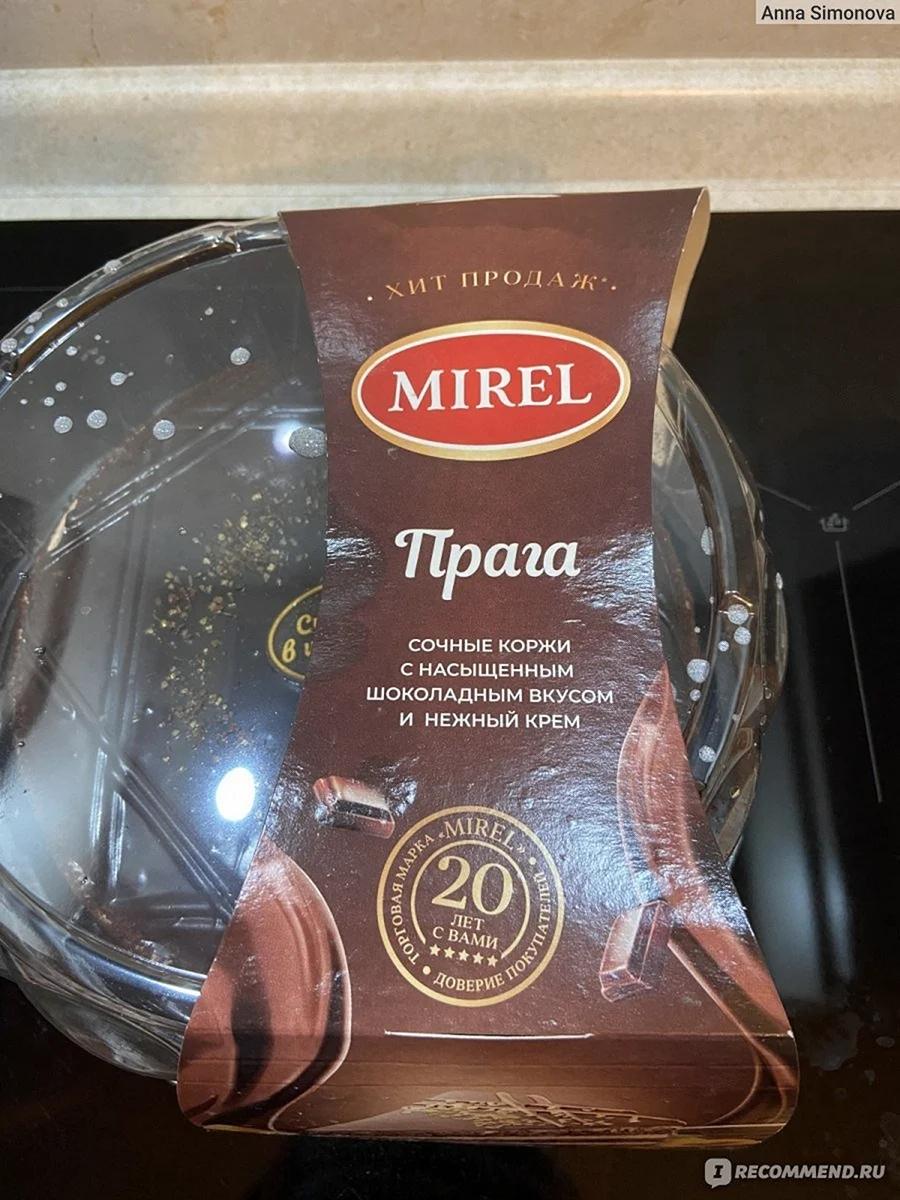 Anna Simonova
ХИТ ПРОДАЖ*
MIREL
Прага
СОЧНЫЕ КОРЖИ
С НАСЫЩЕННЫМ
ШОКОЛАДНЫМ ВКУСОМ
И НЕЖНЫЙ КРЕМ
ТОРГОВАЯ МАРКА «MIREL»
20
ЛЕТ
С ВАМИ
ДОВЕРИЕ ПОКУПАТЕЛЕЙ
IRECOMMEND.RU